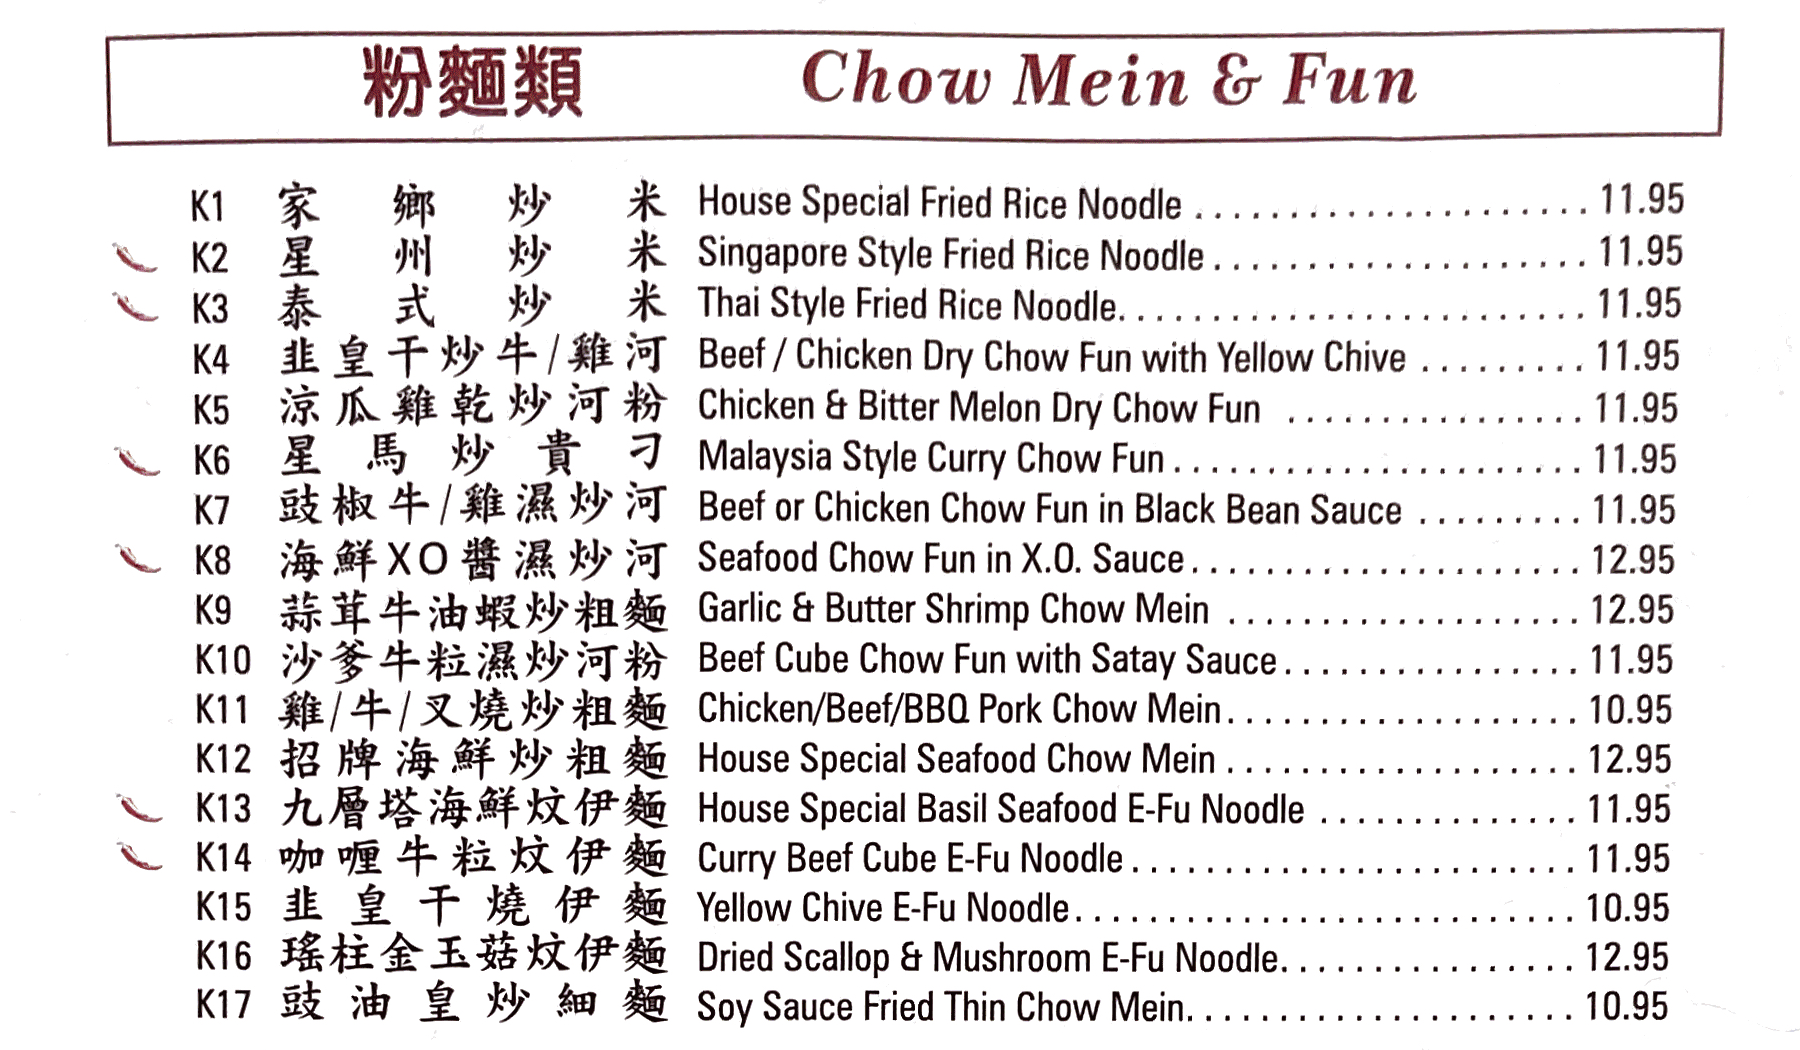 粉麵類 Chow Mein & Fun
K1 家鄉炒米 House Special Fried Rice Noodle .................... 11.95
K2 星州炒米 Singapore Style Fried Rice Noodle .................... 11.95
K3 泰式炒米 Thai Style Fried Rice Noodle......................... 11.95
K4 韭皇干炒牛/雞河 Beef / Chicken Dry Chow Fun with Yellow Chive ......... 11.95
K5 涼瓜雞乾炒河粉 Chicken & Bitter Melon Dry Chow Fun ................ 11.95
K6 星馬炒貴刁 Malaysia Style Curry Chow Fun ...................... 11.95
K7 豉椒牛/雞濕炒河 Beef or Chicken Chow Fun in Black Bean Sauce ......... 11.95
K8 海鮮XO醬濕炒河 Seafood Chow Fun in X.O. Sauce..................... 12.95
K9 蒜茸牛油蝦炒粗麵 Garlic & Butter Shrimp Chow Mein ................... 12.95
K10 沙爹牛粒濕炒河粉 Beef Cube Chow Fun with Satay Sauce................ 11.95
K11 雞/牛/叉燒炒粗麵 Chicken/Beef/BBQ Pork Chow Mein................... 10.95
K12 招牌海鮮炒粗麵 House Special Seafood Chow Mein ................... 12.95
K13 九層塔海鮮炆伊麵 House Special Basil Seafood E-Fu Noodle .............. 11.95
K14 咖喱牛粒炆伊麵 Curry Beef Cube E-Fu Noodle ........................ 11.95
K15 韭皇干燒伊麵 Yellow Chive E-Fu Noodle........................... 10.95
K16 瑤柱金玉菇炆伊麵 Dried Scallop & Mushroom E-Fu Noodle................ 12.95
K17 豉油皇炒細麵 Soy Sauce Fried Thin Chow Mein..................... 10.95